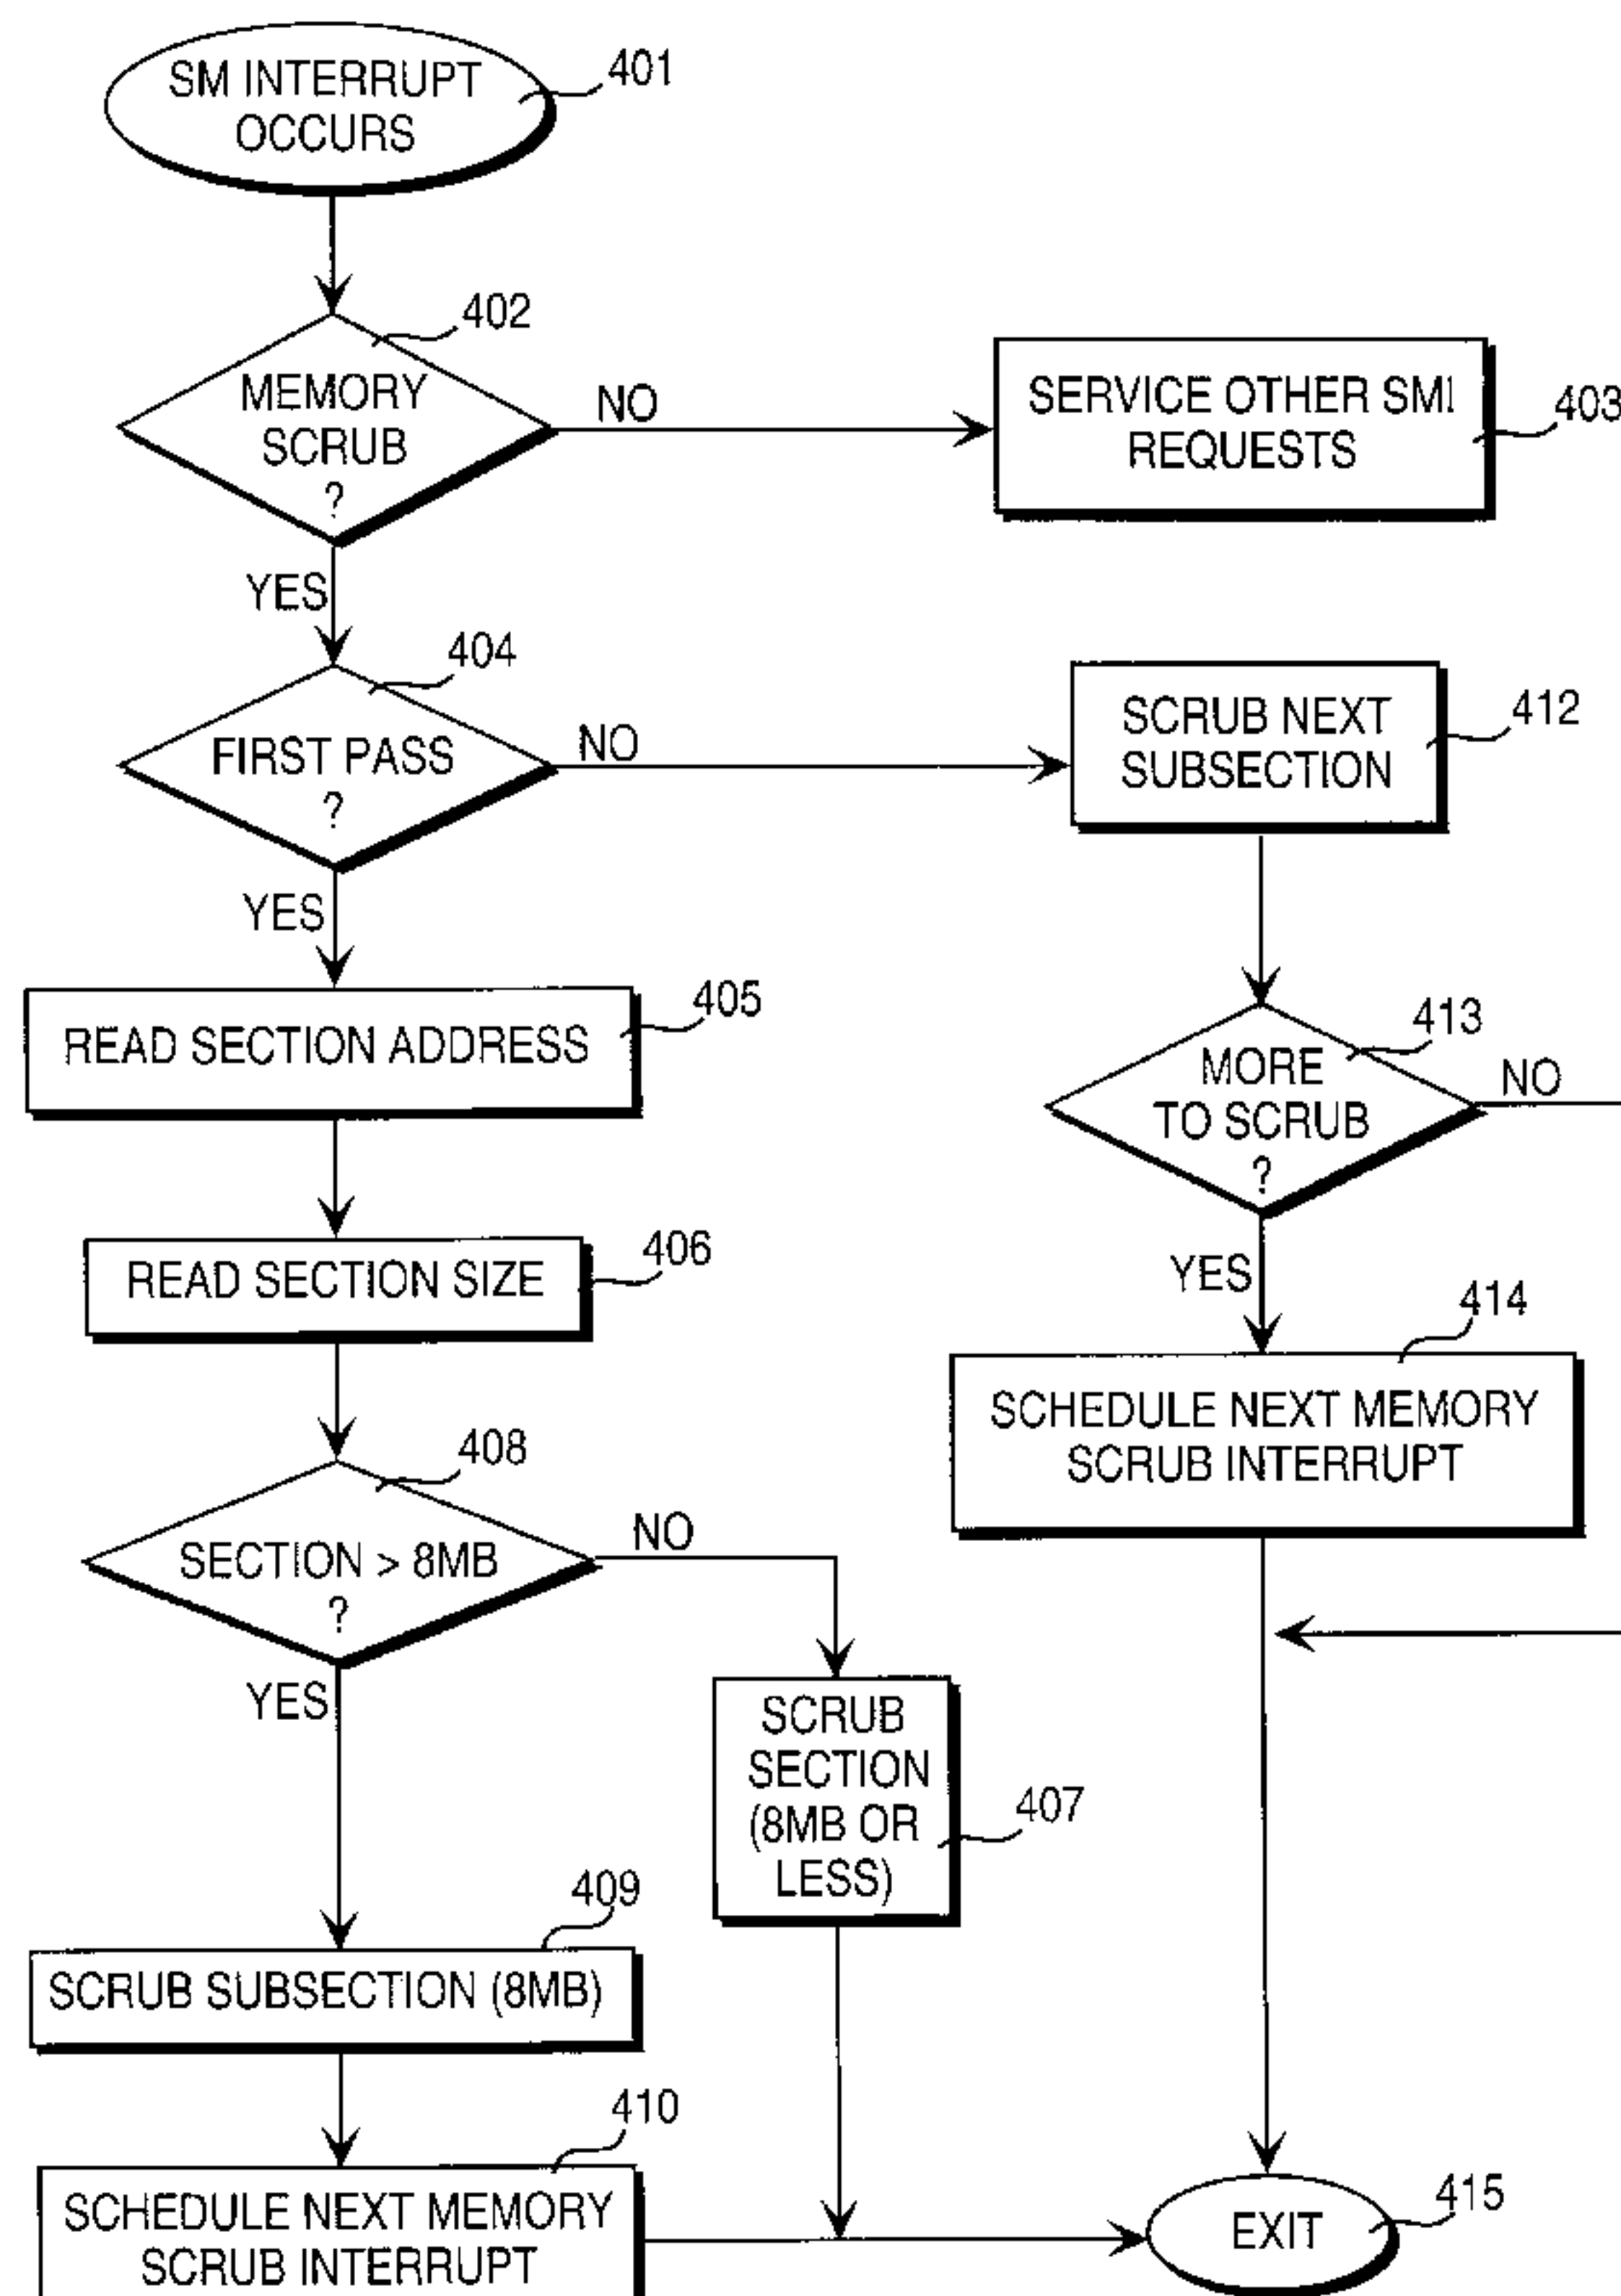 SM INTERRUPT
OCCURS
401
402
MEMORY
SCRUB
?
NO
SERVICE OTHER SMI
REQUESTS
403
YES
404
FIRST PASS
?
NO
SCRUB NEXT
SUBSECTION
412
YES
READ SECTION ADDRESS
405
413
MORE
TO SCRUB
?
NO
READ SECTION SIZE
406
YES
414
SCHEDULE NEXT MEMORY
SCRUB INTERRUPT
408
SECTION > 8MB
?
NO
YES
SCRUB
SECTION
(8MB OR
LESS)
407
409
SCRUB SUBSECTION (8MB)
410
SCHEDULE NEXT MEMORY
SCRUB INTERRUPT
EXIT
415